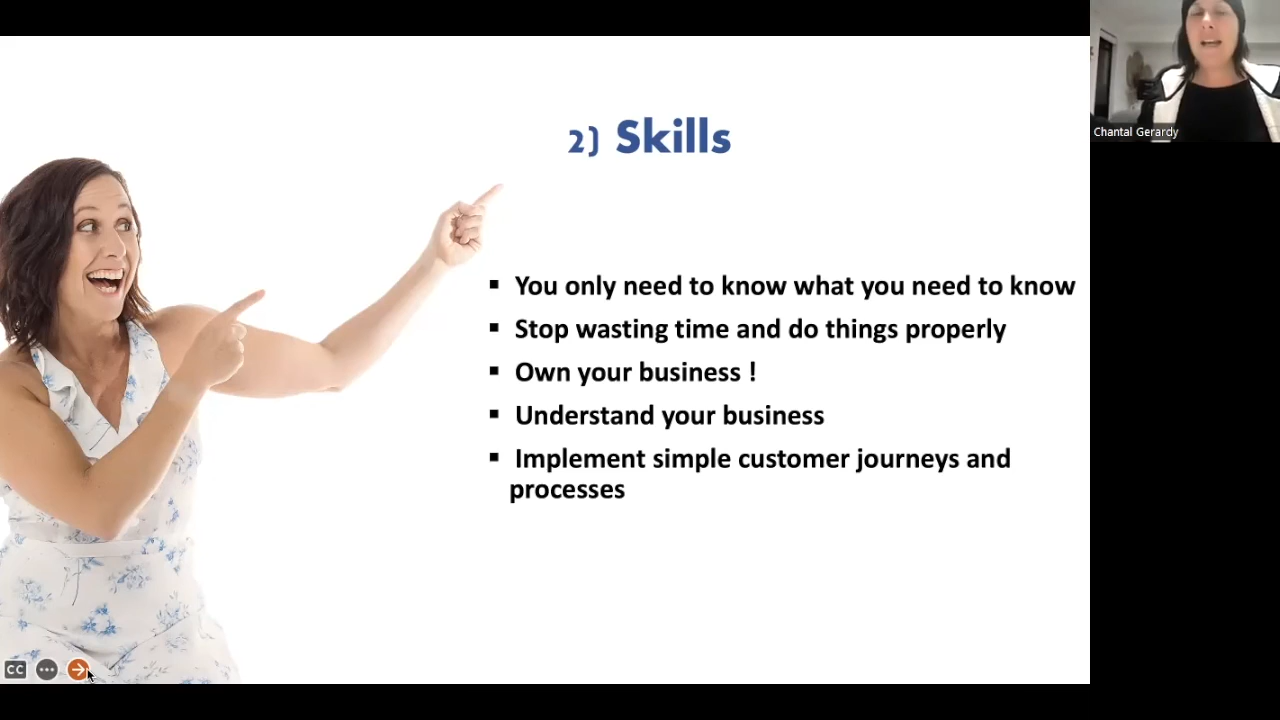 2) Skills
▪ You only need to know what you need to know
▪ Stop wasting time and do things properly
▪ Own your business !
▪ Understand your business
▪ Implement simple customer journeys and
processes
Chantal Gerardy
CC